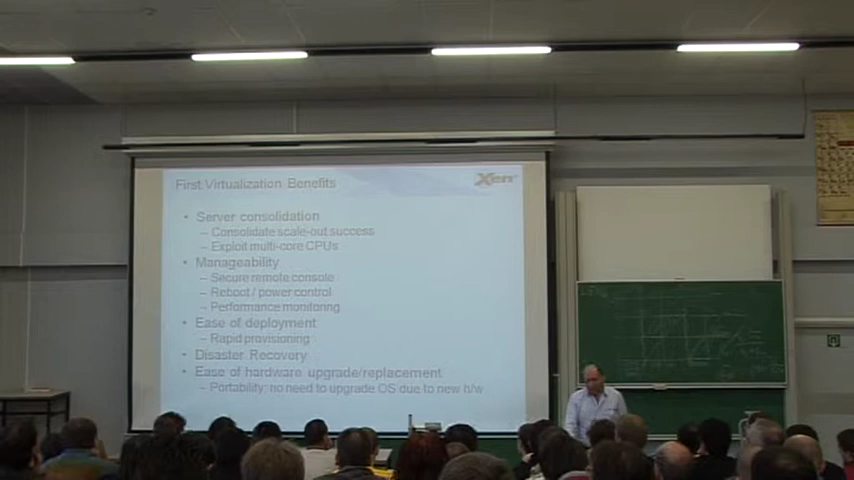 First Virtualization Benefits
Xen
• Server consolidation
– Consolidate scale-out success
– Exploit multi-core CPUs
• Manageability
– Secure remote console
– Reboot / power control
– Performance monitoring
• Ease of deployment
– Rapid provisioning
• Disaster Recovery
• Ease of hardware upgrade/replacement
– Portability: no need to upgrade OS due to new h/w